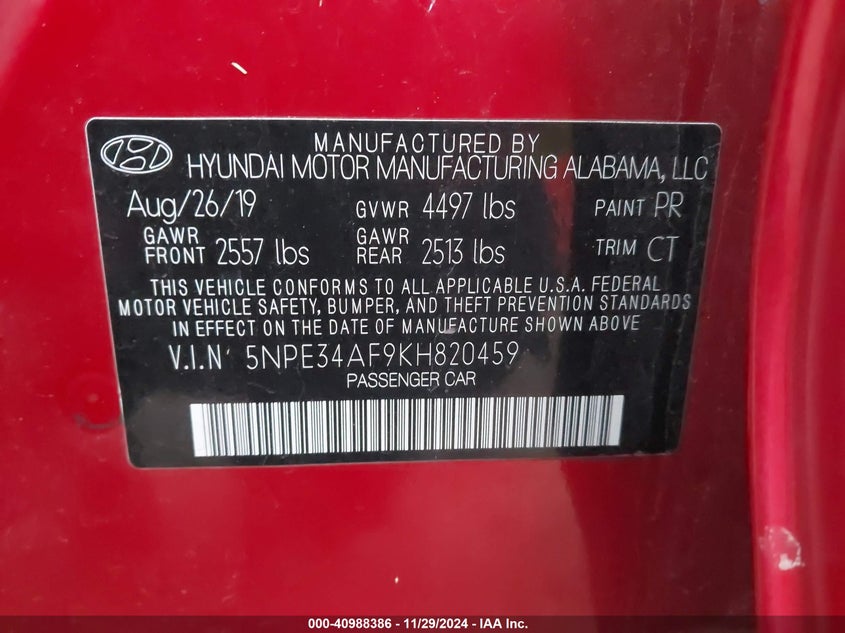 MANUFACTURED BY
HYUNDAI MOTOR MANUFACTURING ALABAMA, LLC
Aug/26/19 GVWR 4497 lbs PAINT PR
GAWR FRONT 2557 lbs GAWR REAR 2513 lbs TRIM CT
THIS VEHICLE CONFORMS TO ALL APPLICABLE U.S.A. FEDERAL
MOTOR VEHICLE SAFETY, BUMPER, AND THEFT PREVENTION STANDARDS
IN EFFECT ON THE DATE OF MANUFACTURE SHOWN ABOVE
V.I.N' 5NPE34AF9KH820459
PASSENGER CAR
000-40988386 - 11/29/2024 - IAA Inc.